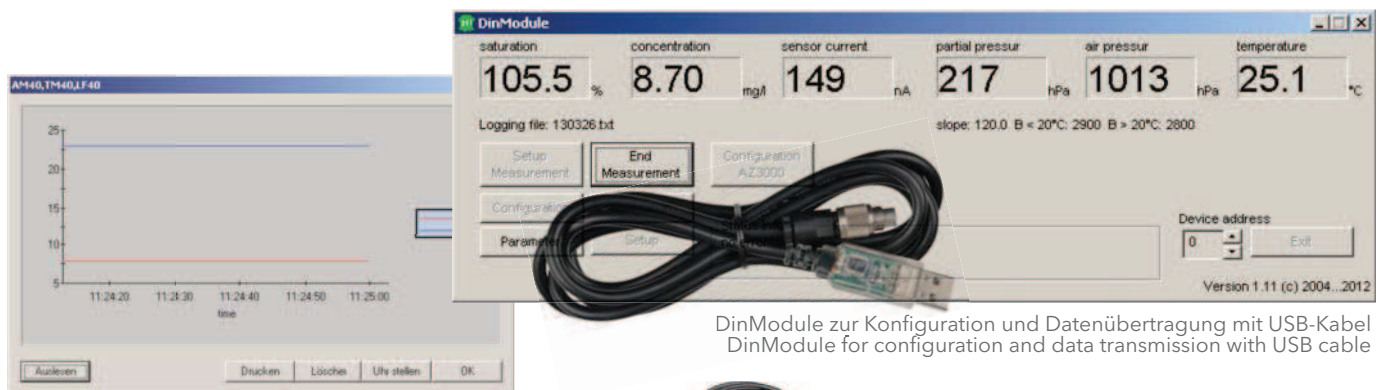 DinModule
saturation concentration sensor current partial pressur air pressur temperature
105.5 % 8.70 mg/l 149 nA 217 hPa 1013 hPa 25.1 °C
Logging file: 130326.txt slope: 120.0 B < 20°C: 2900 B > 20°C: 2800
Setup Measurement
End Measurement
Configuration AZ3000
Configuration
Parameter
Setup
Device address
0
Exit
Version 1.11 (c) 2004...2012
AM40,TM40,LF40
25
20
15
10
5
11:24:20 11:24:30 11:24:40 11:24:50 11:25:00
time
Auslesen Drucken Löschen Uhr stellen OK
DinModule zur Konfiguration und Datenübertragung mit USB-Kabel
DinModule for configuration and data transmission with USB cable